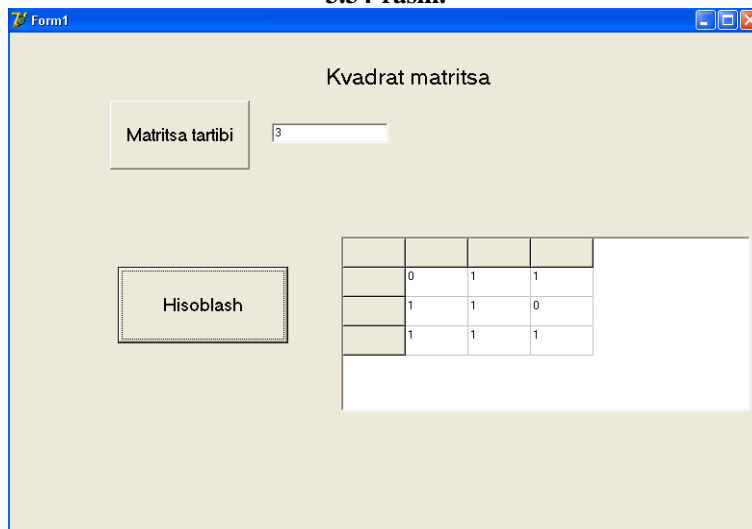 Form1
Kvadrat matritsa
Matritsa tartibi 3
Hisoblash
0 1 1
1 1 0
1 1 1